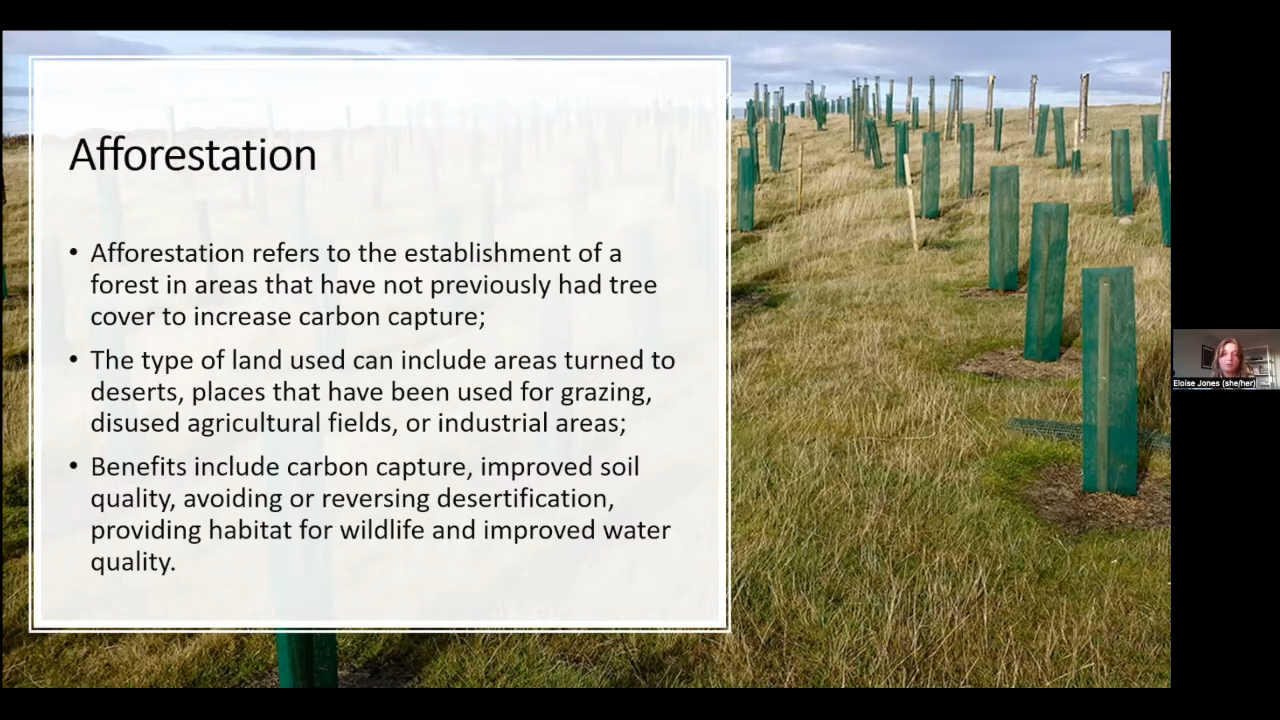 Afforestation
• Afforestation refers to the establishment of a
forest in areas that have not previously had tree
cover to increase carbon capture;
• The type of land used can include areas turned to
deserts, places that have been used for grazing,
disused agricultural fields, or industrial areas;
• Benefits include carbon capture, improved soil
quality, avoiding or reversing desertification,
providing habitat for wildlife and improved water
quality.
Eloise Jones (she/her)